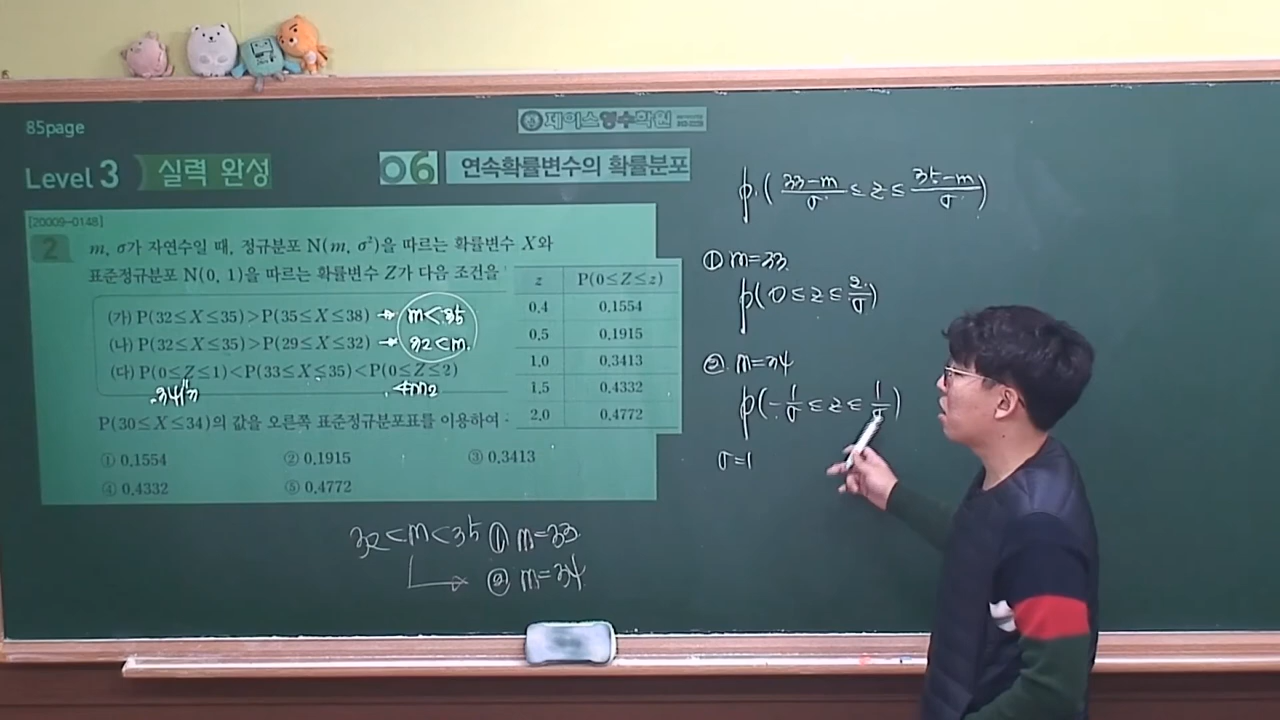 85page
제이스영수학원
Level 3 실력 완성
06 연속확률변수의 확률분포
[20009-0148]
2 m, σ가 자연수일 때, 정규분포 N(m, σ²)을 따르는 확률변수 X와
표준정규분포 N(0, 1)을 따르는 확률변수 Z가 다음 조건을
(가) P(32≤X≤35)>P(35≤X≤38) → m<35
(나) P(32≤X≤35)>P(29≤X≤32) → 32<m
(다) P(0≤Z≤1)<P(33≤X≤35)<P(0≤Z≤2)
P(30≤X≤34)의 값을 오른쪽 표준정규분포표를 이용하여
① 0.1554 ② 0.1915 ③ 0.3413
④ 0.4332 ⑤ 0.4772
z P(0≤Z≤z)
0.4 0.1554
0.5 0.1915
1.0 0.3413
1.5 0.4332
2.0 0.4772
32<m<35 ① m=33
→ ② m=34
P(33-m/σ ≤ z ≤ 35-m/σ)
① m=33
P(0≤z≤2/σ)
② m=34
P(-1/σ≤z≤1/σ)
σ=1